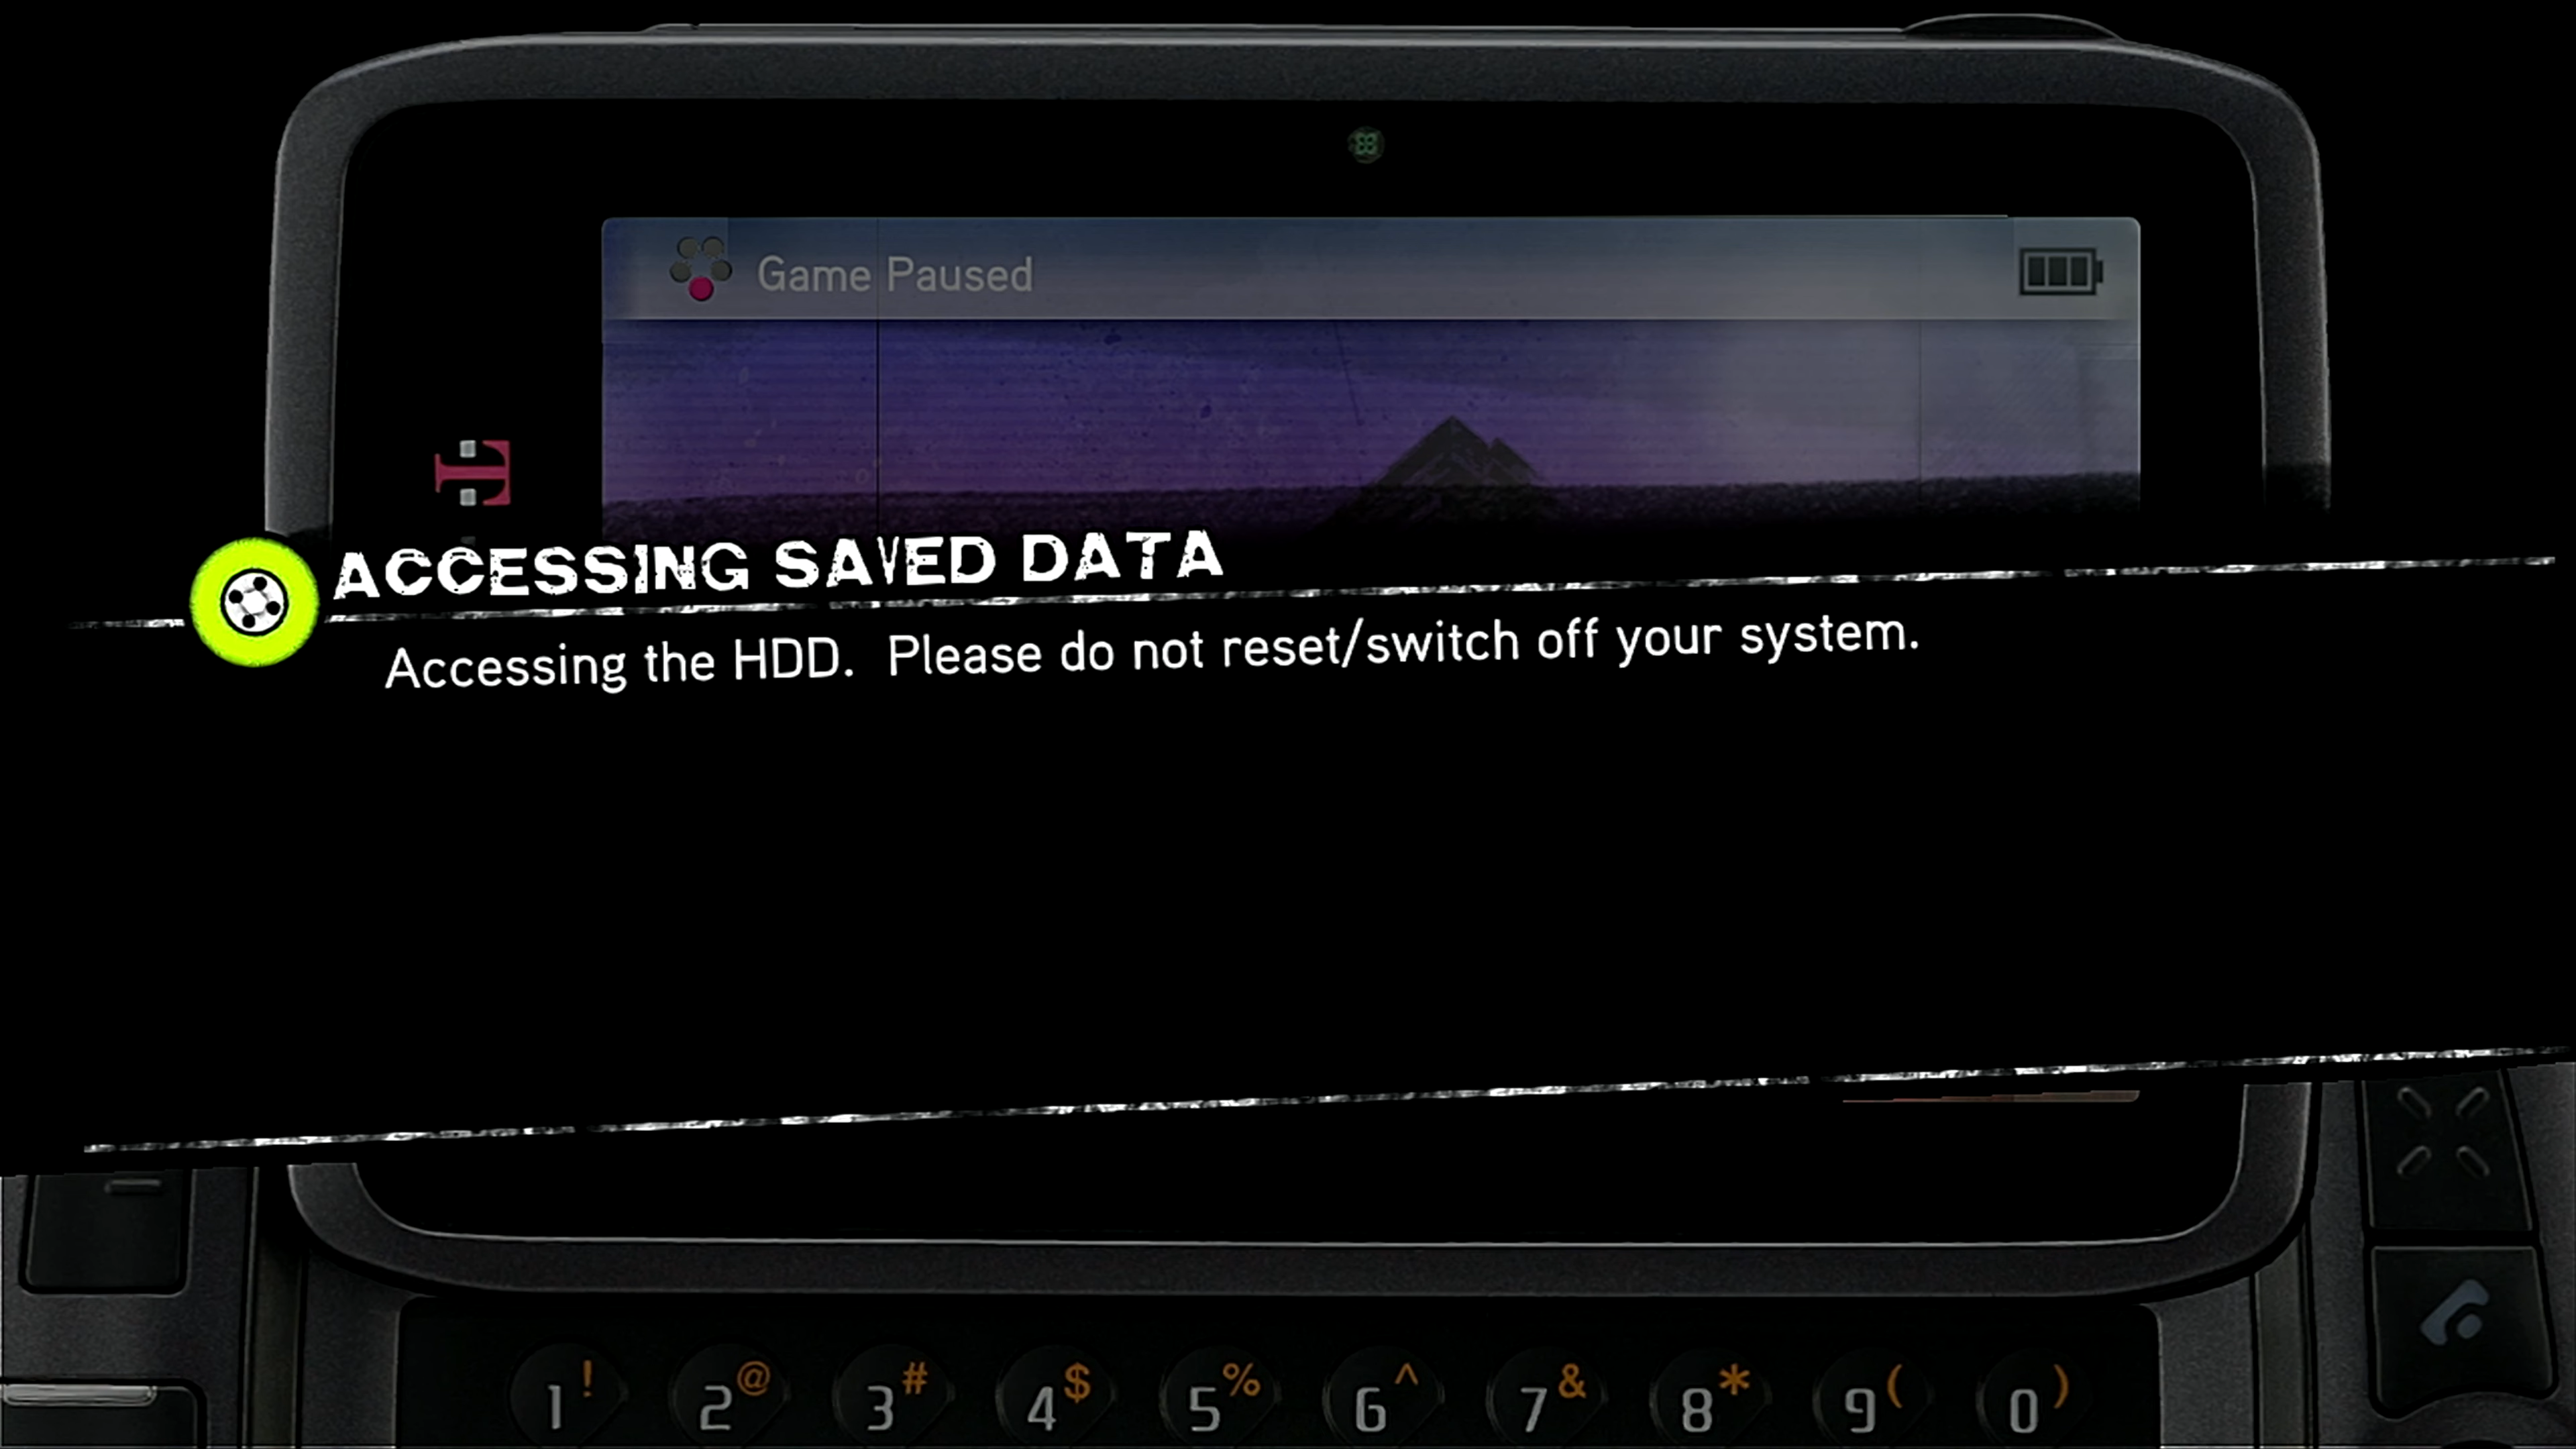 Game Paused
T
ACCESSING SAVED DATA
Accessing the HDD. Please do not reset/switch off your system.
1! 2@ 3# 4$ 5% 6^ 7& 8* 9( 0)